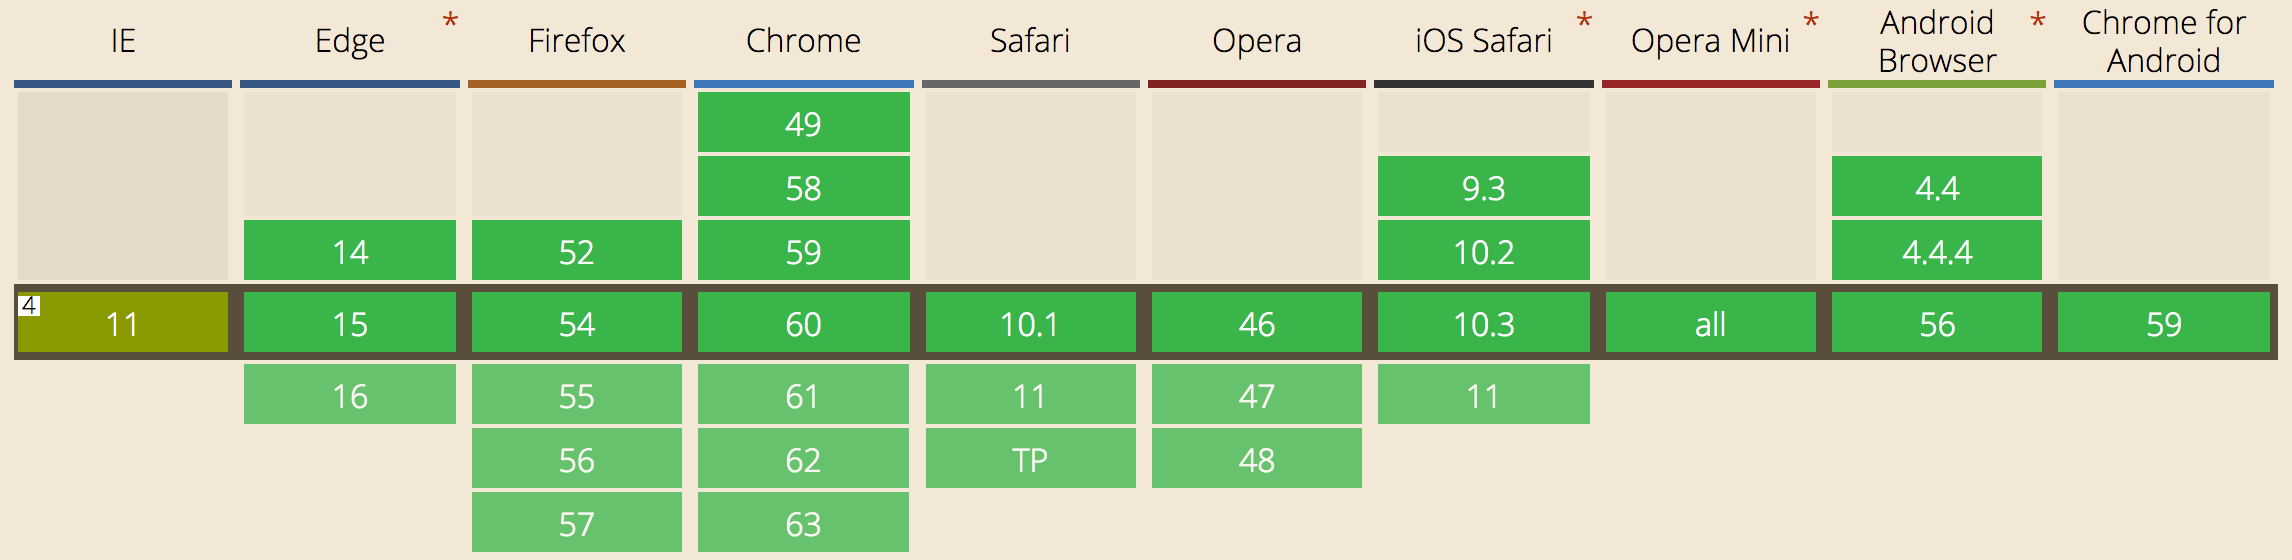 IE Edge * Firefox Chrome Safari Opera iOS Safari * Opera Mini * Android Browser * Chrome for Android
49
58 9.3 4.4
14 52 59 10.2 4.4.4
4 11 15 54 60 10.1 46 10.3 all 56 59
16 55 61 11 47 11
56 62 TP 48
57 63